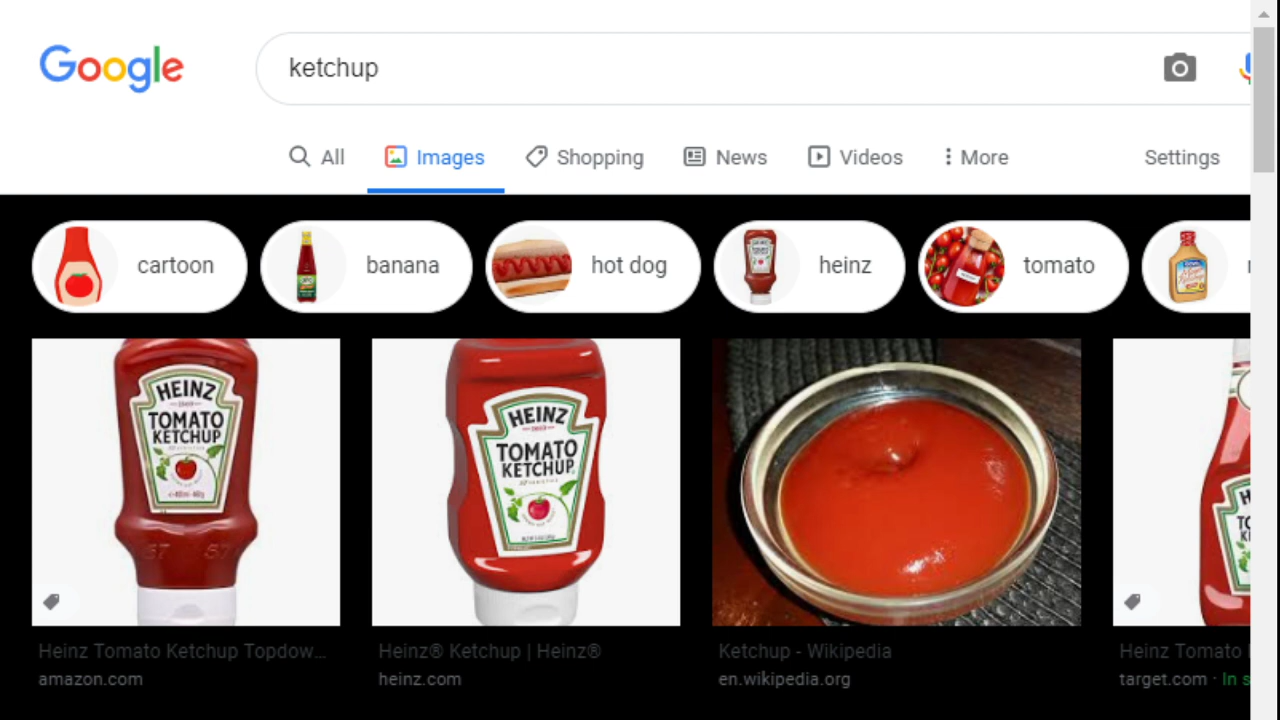 Google
ketchup
All Images Shopping News Videos More Settings
cartoon banana hot dog heinz tomato
HEINZ
TOMATO
KETCHUP
57 57
HEINZ
TOMATO
KETCHUP
Heinz Tomato Ketchup Topdow...
amazon.com
Heinz® Ketchup | Heinz®
heinz.com
Ketchup - Wikipedia
en.wikipedia.org
Heinz Tomato
target.com · In s